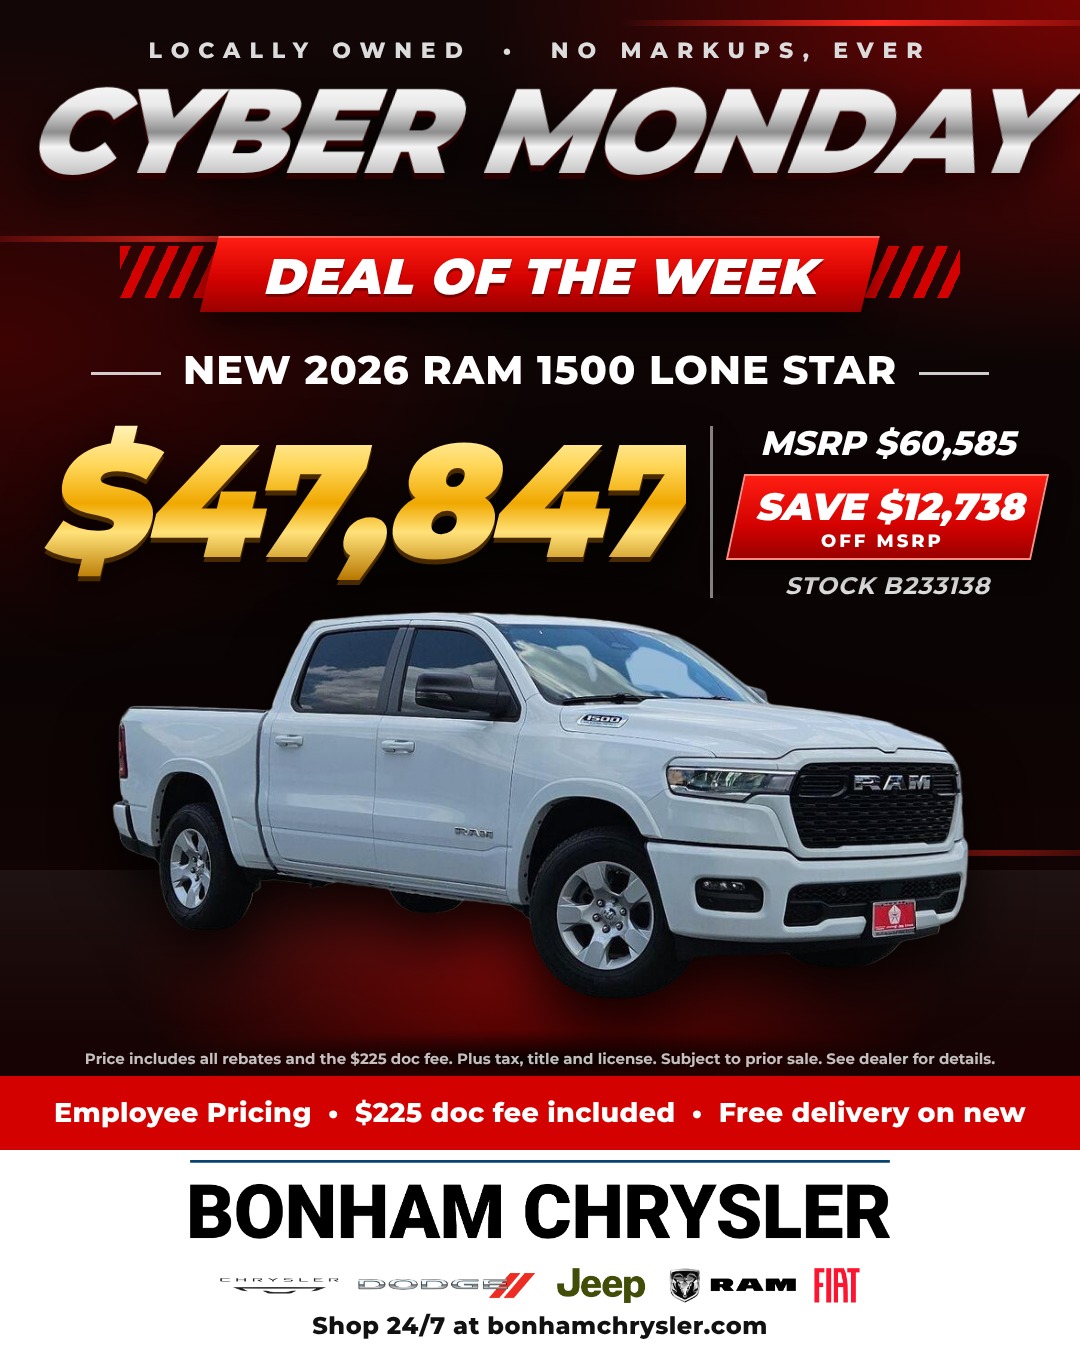 LOCALLY OWNED • NO MARKUPS, EVER
CYBER MONDAY
DEAL OF THE WEEK
NEW 2026 RAM 1500 LONE STAR
$47,847
MSRP $60,585
SAVE $12,738
OFF MSRP
STOCK B233138
1500
RAM
RAM
Price includes all rebates and the $225 doc fee. Plus tax, title and license. Subject to prior sale. See dealer for details.
Employee Pricing • $225 doc fee included • Free delivery on new
BONHAM CHRYSLER
CHRYSLER DODGE Jeep RAM FIAT
Shop 24/7 at bonhamchrysler.com